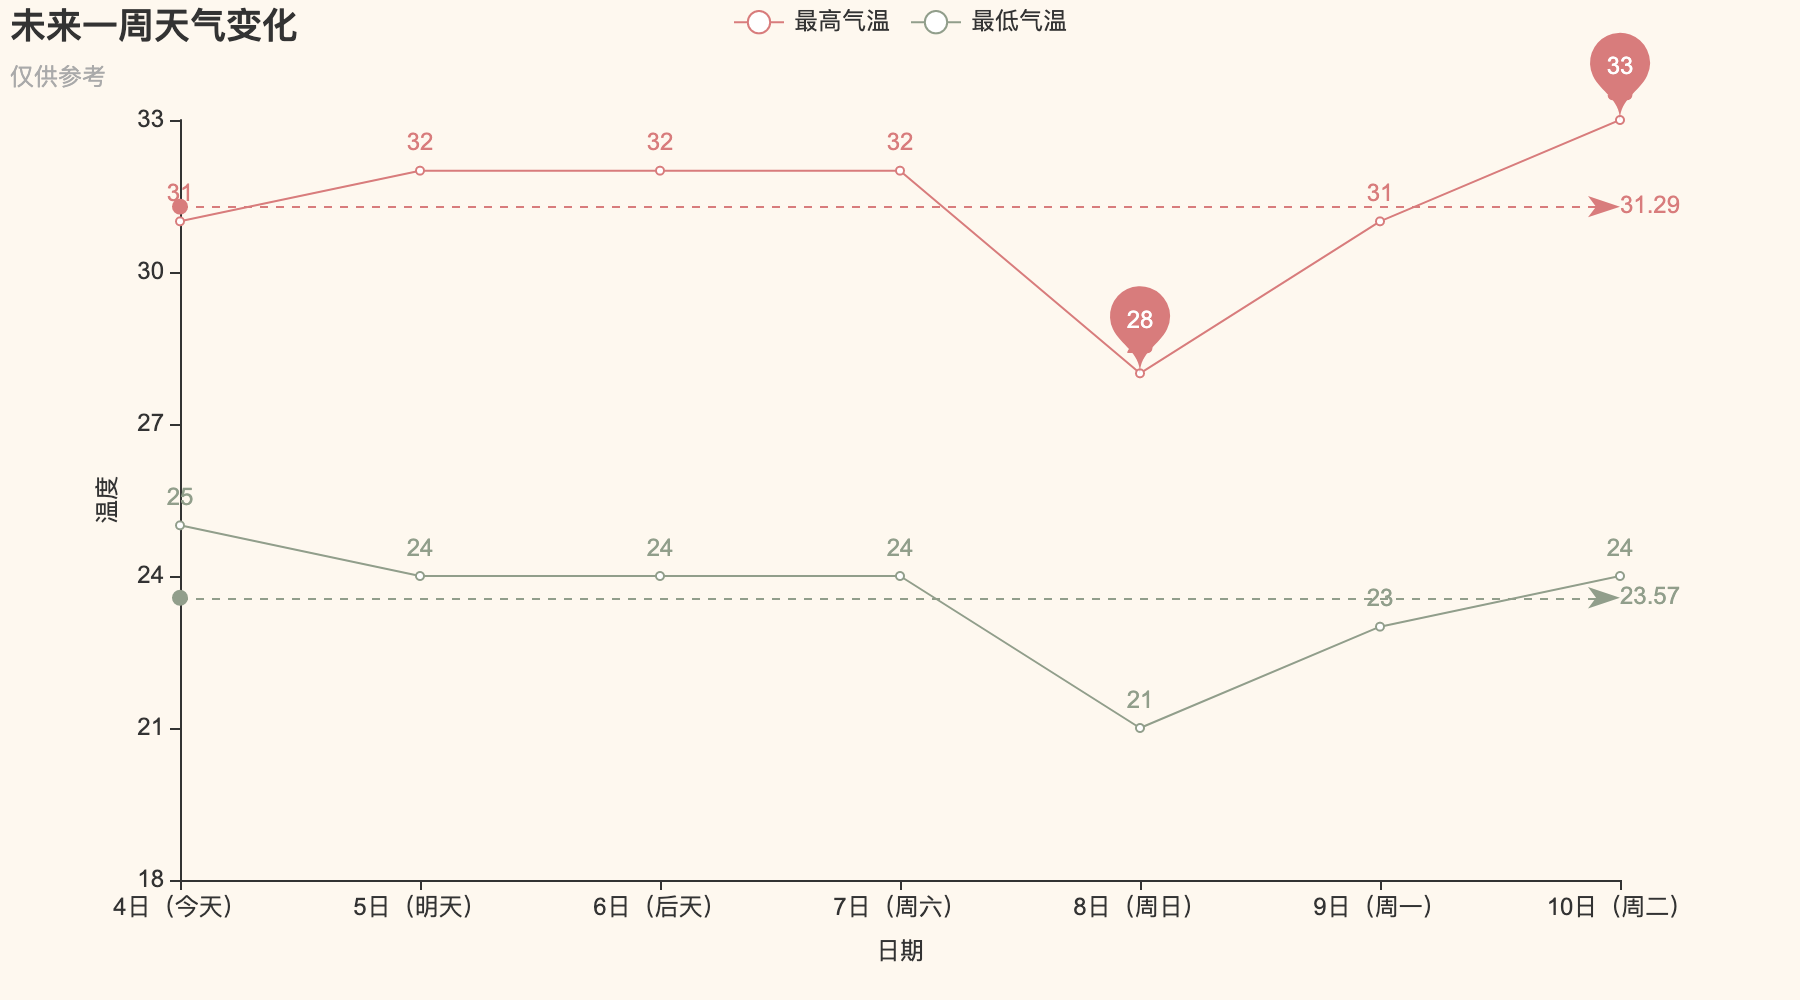 未来一周天气变化
仅供参考
最高气温 最低气温
33
30
27
24
21
18
温度
31 32 32 32 28 31 33
31.29
25 24 24 24 21 23 24
23.57
4日（今天） 5日（明天） 6日（后天） 7日（周六） 8日（周日） 9日（周一） 10日（周二）
日期